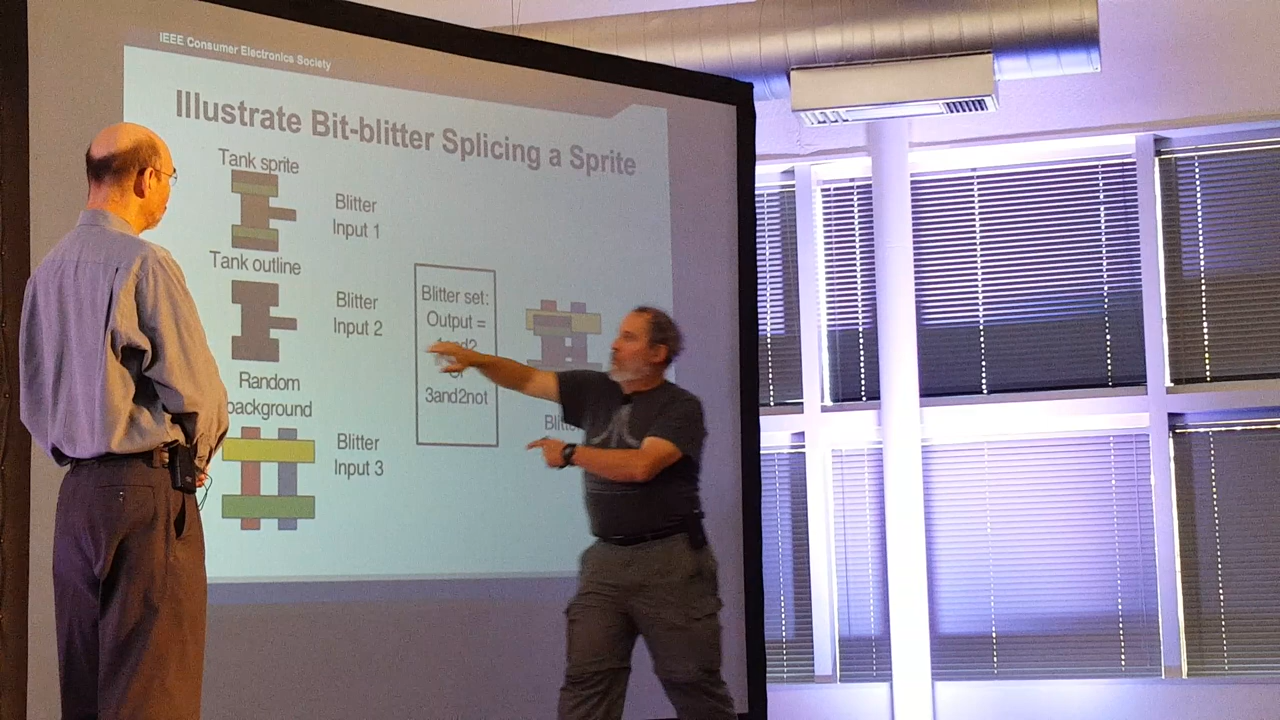 IEEE Consumer Electronics Society
Illustrate Bit-blitter Splicing a Sprite
Tank sprite
Blitter
Input 1
Tank outline
Blitter
Input 2
Random
background
Blitter
Input 3
Blitter set:
Output =
3and2not